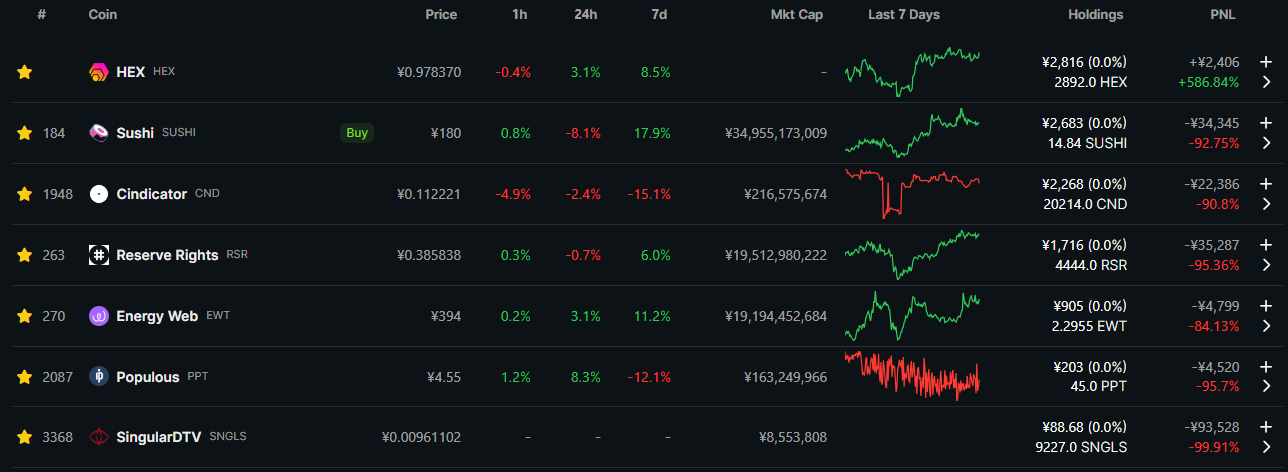 # Coin Price 1h 24h 7d Mkt Cap Last 7 Days Holdings PNL
HEX HEX ¥0.978370 -0.4% 3.1% 8.5% - ¥2,816 (0.0%) +¥2,406
2892.0 HEX +586.84%
184 Sushi SUSHI Buy ¥180 0.8% -8.1% 17.9% ¥34,955,173,009 ¥2,683 (0.0%) -¥34,345
14.84 SUSHI -92.75%
1948 Cindicator CND ¥0.112221 -4.9% -2.4% -15.1% ¥216,575,674 ¥2,268 (0.0%) -¥22,386
20214.0 CND -90.8%
263 Reserve Rights RSR ¥0.385838 0.3% -0.7% 6.0% ¥19,512,980,222 ¥1,716 (0.0%) -¥35,287
4444.0 RSR -95.36%
270 Energy Web EWT ¥394 0.2% 3.1% 11.2% ¥19,194,452,684 ¥905 (0.0%) -¥4,799
2.2955 EWT -84.13%
2087 Populous PPT ¥4.55 1.2% 8.3% -12.1% ¥163,249,966 ¥203 (0.0%) -¥4,520
45.0 PPT -95.7%
3368 SingularDTV SNGLS ¥0.00961102 - - - ¥8,553,808 ¥88.68 (0.0%) -¥93,528
9227.0 SNGLS -99.91%